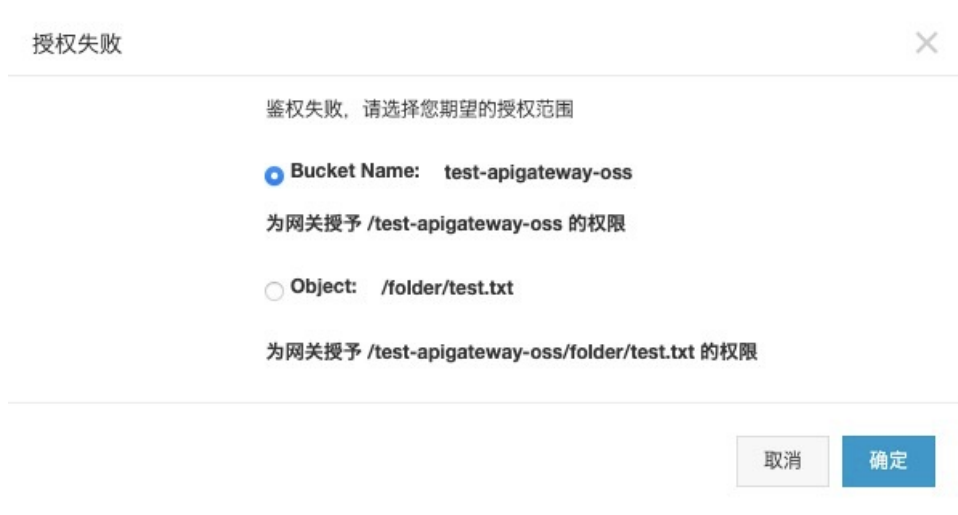 授权失败
鉴权失败，请选择您期望的授权范围
Bucket Name: test-apigateway-oss
为网关授予 /test-apigateway-oss 的权限
Object: /folder/test.txt
为网关授予 /test-apigateway-oss/folder/test.txt 的权限
取消 确定